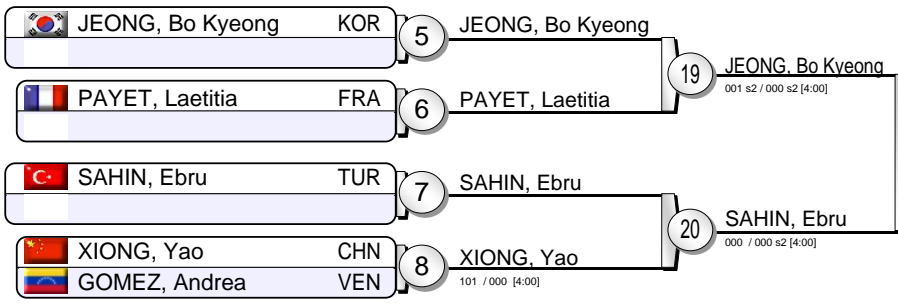 JEONG, Bo Kyeong KOR
5
JEONG, Bo Kyeong
PAYET, Laetitia FRA
6
PAYET, Laetitia
19
JEONG, Bo Kyeong
001 s2 / 000 s2 [4:00]
SAHIN, Ebru TUR
7
SAHIN, Ebru
XIONG, Yao CHN
GOMEZ, Andrea VEN
8
XIONG, Yao
101 / 000 [4:00]
20
SAHIN, Ebru
000 / 000 s2 [4:00]